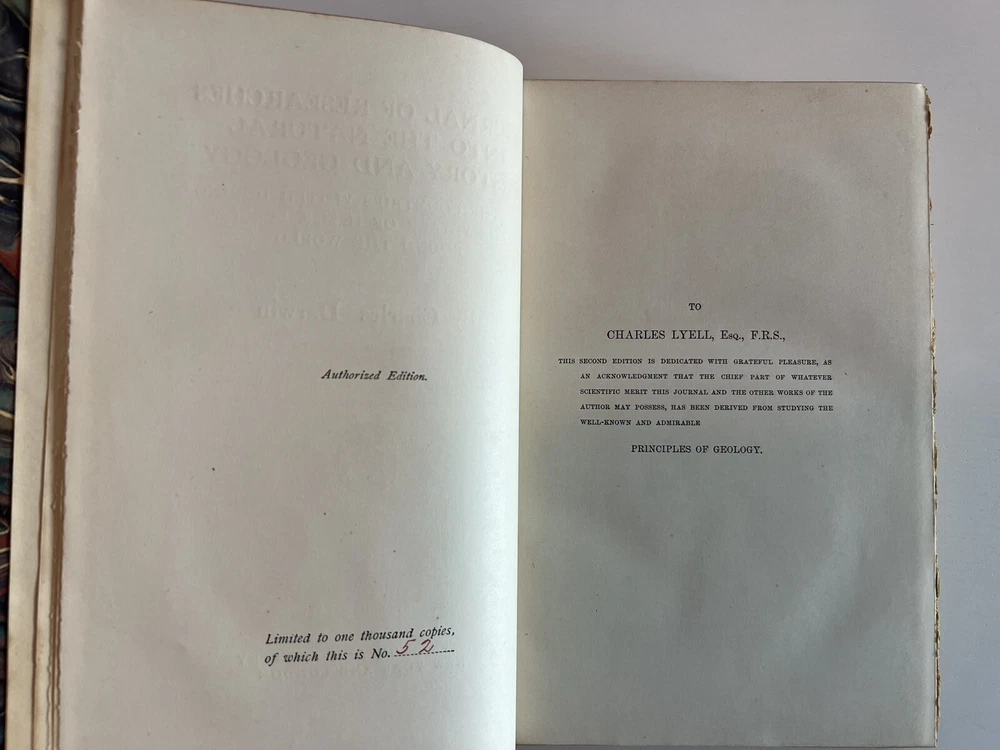 Authorized Edition.
Limited to one thousand copies,
of which this is No. 52
TO
CHARLES LYELL, Esq., F.R.S.,
THIS SECOND EDITION IS DEDICATED WITH GRATEFUL PLEASURE, AS
AN ACKNOWLEDGMENT THAT THE CHIEF PART OF WHATEVER
SCIENTIFIC MERIT THIS JOURNAL AND THE OTHER WORKS OF THE
AUTHOR MAY POSSESS, HAS BEEN DERIVED FROM STUDYING THE
WELL-KNOWN AND ADMIRABLE
PRINCIPLES OF GEOLOGY.